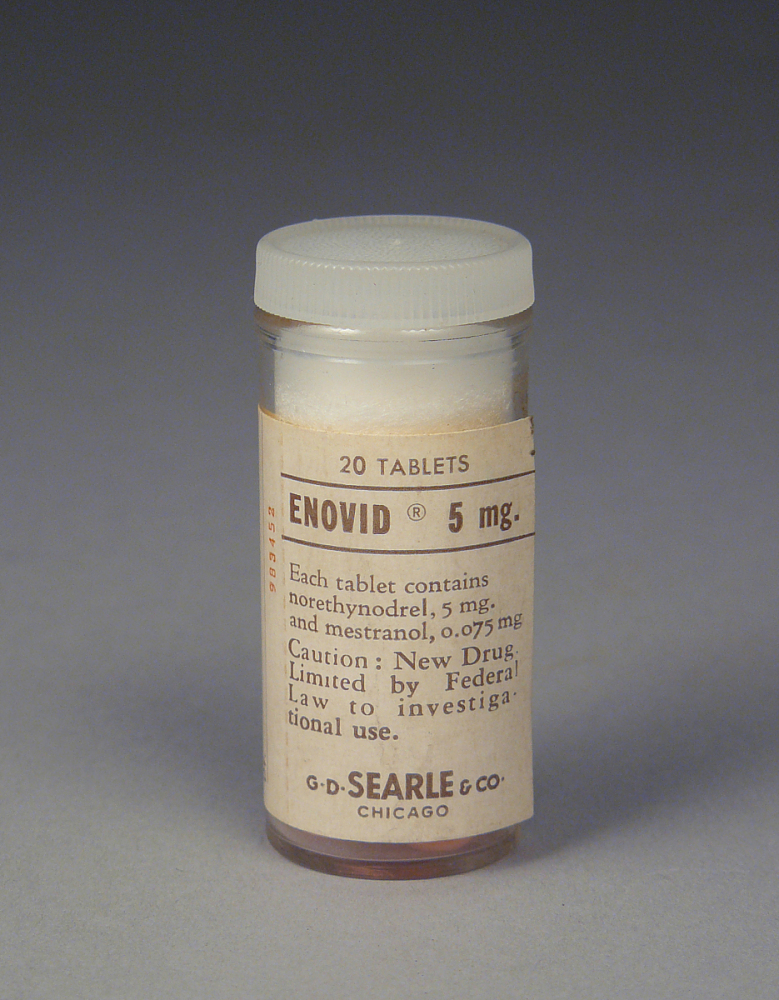 20 TABLETS
ENOVID ® 5 mg.
Each tablet contains
norethynodrel, 5 mg.
and mestranol, 0.075 mg
Caution: New Drug.
Limited by Federal
Law to investiga-
tional use.
G·D·SEARLE & CO·
CHICAGO
983452